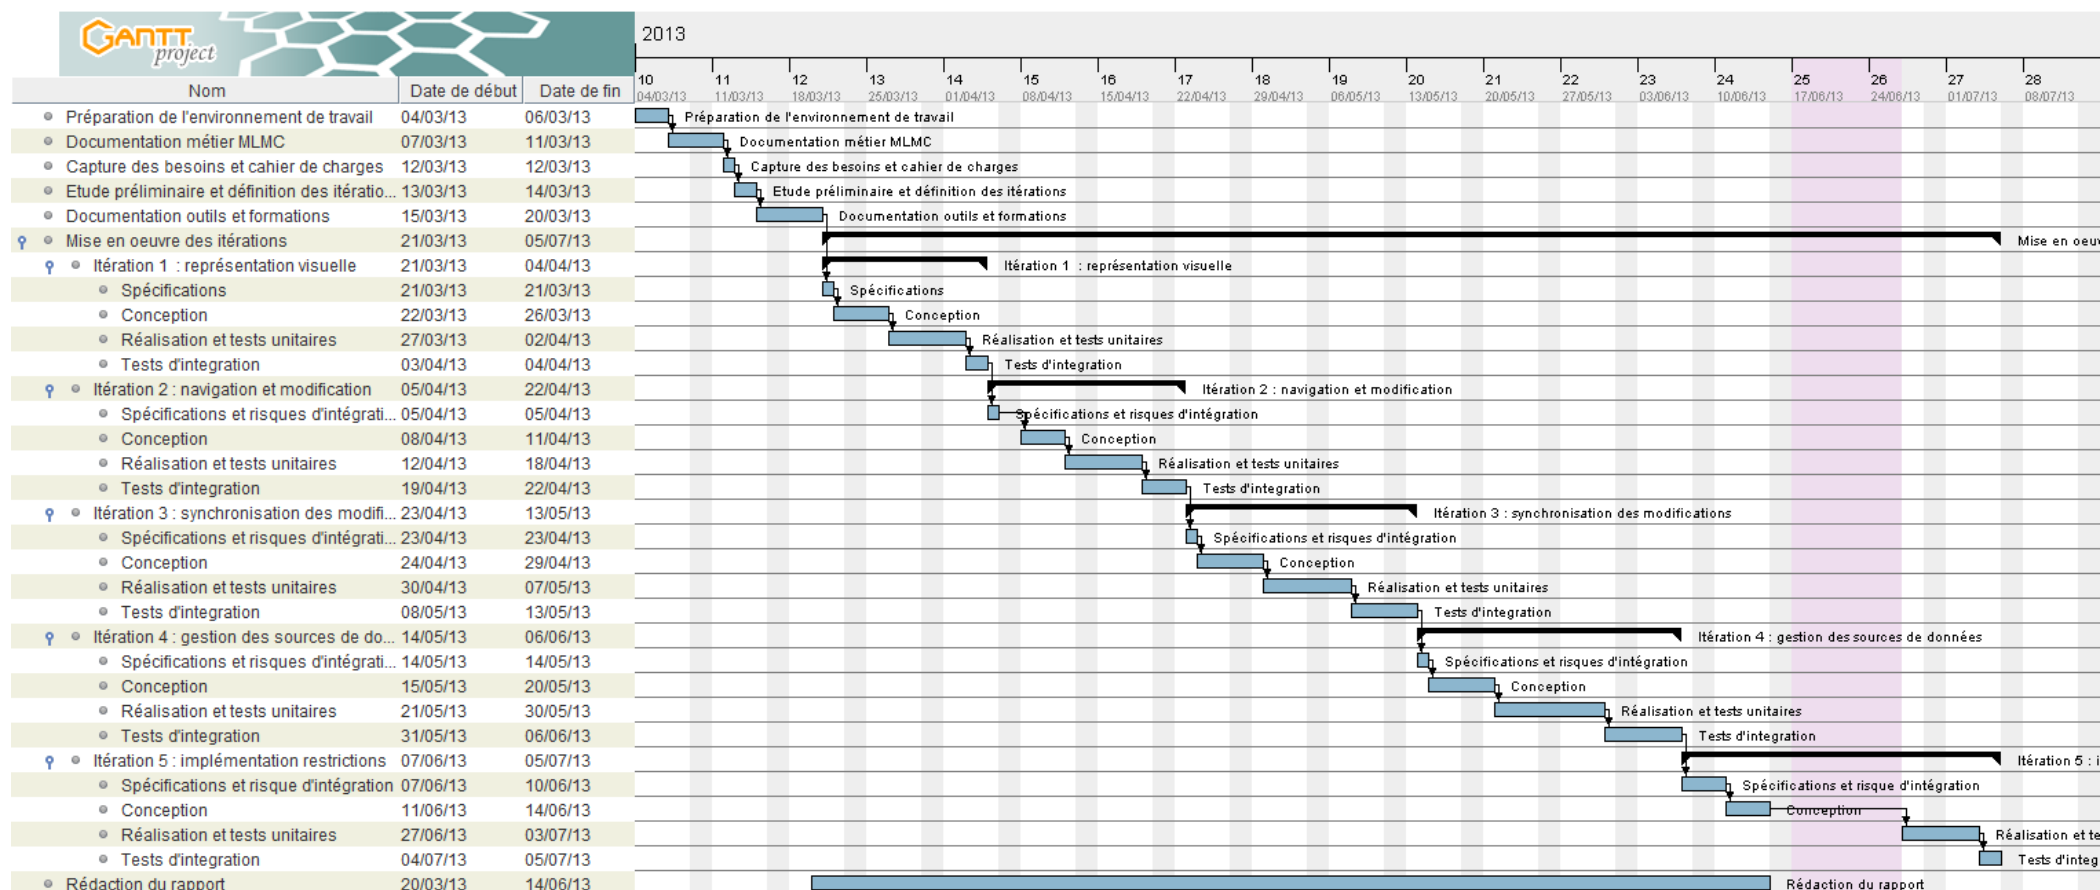 GANTT project
2013
Nom Date de début Date de fin
10 11 12 13 14 15 16 17 18 19 20 21 22 23 24 25 26 27 28
04/03/13 11/03/13 18/03/13 25/03/13 01/04/13 08/04/13 15/04/13 22/04/13 29/04/13 06/05/13 13/05/13 20/05/13 27/05/13 03/06/13 10/06/13 17/06/13 24/06/13 01/07/13 08/07/13
Préparation de l'environnement de travail 04/03/13 06/03/13 Préparation de l'environnement de travail
Documentation métier MLMC 07/03/13 11/03/13 Documentation métier MLMC
Capture des besoins et cahier de charges 12/03/13 12/03/13 Capture des besoins et cahier de charges
Etude préliminaire et définition des itératio... 13/03/13 14/03/13 Etude préliminaire et définition des itérations
Documentation outils et formations 15/03/13 20/03/13 Documentation outils et formations
Mise en oeuvre des itérations 21/03/13 05/07/13 Mise en oeuv
Itération 1 : représentation visuelle 21/03/13 04/04/13 Itération 1 : représentation visuelle
Spécifications 21/03/13 21/03/13 Spécifications
Conception 22/03/13 26/03/13 Conception
Réalisation et tests unitaires 27/03/13 02/04/13 Réalisation et tests unitaires
Tests d'integration 03/04/13 04/04/13 Tests d'integration
Itération 2 : navigation et modification 05/04/13 22/04/13 Itération 2 : navigation et modification
Spécifications et risques d'intégrati... 05/04/13 05/04/13 Spécifications et risques d'intégration
Conception 08/04/13 11/04/13 Conception
Réalisation et tests unitaires 12/04/13 18/04/13 Réalisation et tests unitaires
Tests d'integration 19/04/13 22/04/13 Tests d'integration
Itération 3 : synchronisation des modifi... 23/04/13 13/05/13 Itération 3 : synchronisation des modifications
Spécifications et risques d'intégrati... 23/04/13 23/04/13 Spécifications et risques d'intégration
Conception 24/04/13 29/04/13 Conception
Réalisation et tests unitaires 30/04/13 07/05/13 Réalisation et tests unitaires
Tests d'integration 08/05/13 13/05/13 Tests d'integration
Itération 4 : gestion des sources de do... 14/05/13 06/06/13 Itération 4 : gestion des sources de données
Spécifications et risques d'intégrati... 14/05/13 14/05/13 Spécifications et risques d'intégration
Conception 15/05/13 20/05/13 Conception
Réalisation et tests unitaires 21/05/13 30/05/13 Réalisation et tests unitaires
Tests d'integration 31/05/13 06/06/13 Tests d'integration
Itération 5 : implémentation restrictions 07/06/13 05/07/13 Itération 5 : i
Spécifications et risque d'intégration 07/06/13 10/06/13 Spécifications et risque d'intégration
Conception 11/06/13 14/06/13 Conception
Réalisation et tests unitaires 27/06/13 03/07/13 Réalisation et te
Tests d'integration 04/07/13 05/07/13 Tests d'integ
Rédaction du rapport 20/03/13 14/06/13 Rédaction du rapport